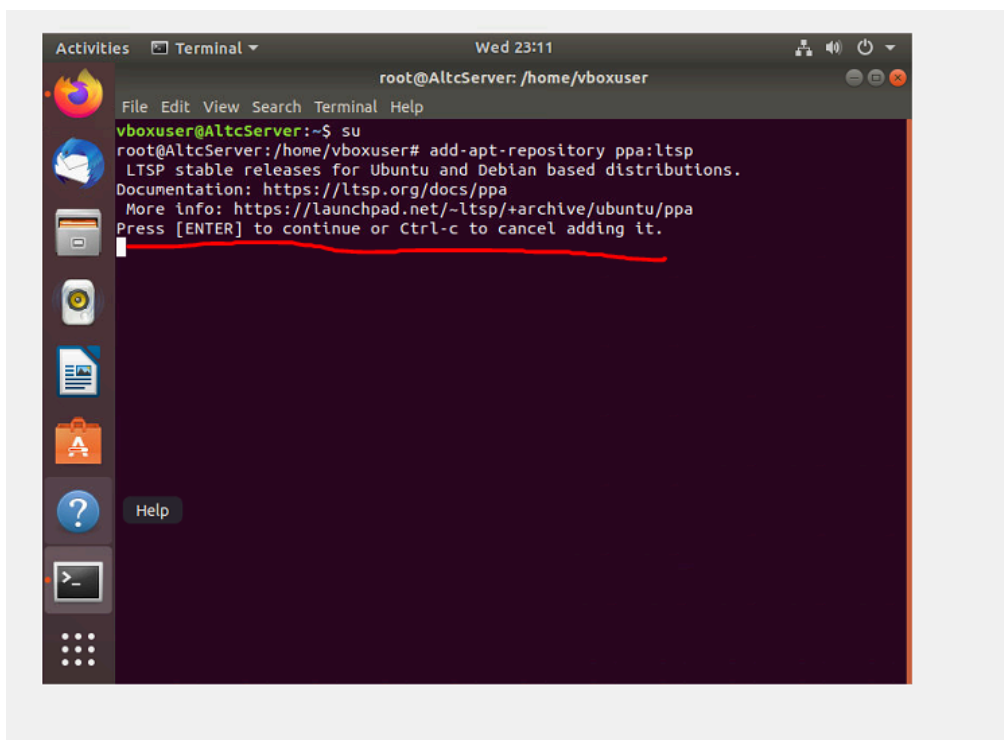 Activities Terminal Wed 23:11
root@AltcServer: /home/vboxuser
File Edit View Search Terminal Help
vboxuser@AltcServer:~$ su
root@AltcServer:/home/vboxuser# add-apt-repository ppa:ltsp
LTSP stable releases for Ubuntu and Debian based distributions.
Documentation: https://ltsp.org/docs/ppa
More info: https://launchpad.net/~ltsp/+archive/ubuntu/ppa
Press [ENTER] to continue or Ctrl-c to cancel adding it.
Help